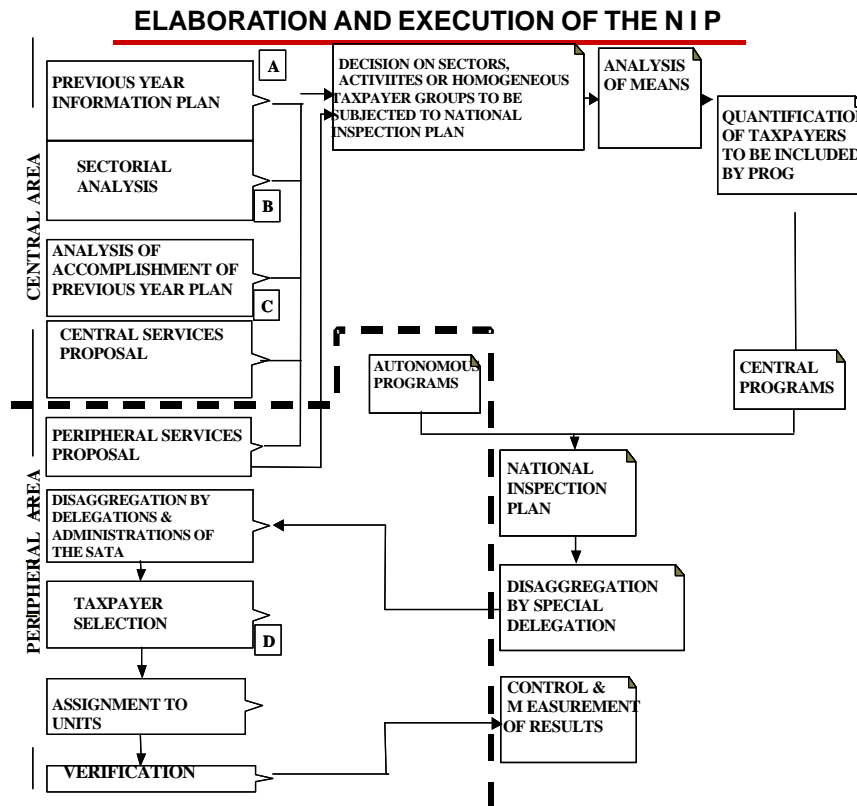 ELABORATION AND EXECUTION OF THE N I P
A
PREVIOUS YEAR
INFORMATION PLAN
DECISION ON SECTORS,
ACTIVIITES OR HOMOGENEOUS
TAXPAYER GROUPS TO BE
SUBJECTED TO NATIONAL
INSPECTION PLAN
ANALYSIS
OF MEANS
QUANTIFICATION
OF TAXPAYERS
TO BE INCLUDED
BY PROG
SECTORIAL
ANALYSIS
B
CENTRAL AREA
ANALYSIS OF
ACCOMPLISHMENT OF
PREVIOUS YEAR PLAN
C
CENTRAL SERVICES
PROPOSAL
AUTONOMOUS
PROGRAMS
CENTRAL
PROGRAMS
PERIPHERAL SERVICES
PROPOSAL
NATIONAL
INSPECTION
PLAN
PERIPHERAL AREA
DISAGGREGATION BY
DELEGATIONS &
ADMINISTRATIONS OF
THE SATA
DISAGGREGATION
BY SPECIAL
DELEGATION
TAXPAYER
SELECTION
D
ASSIGNMENT TO
UNITS
CONTROL &
M EASUREMENT
OF RESULTS
VERIFICATION